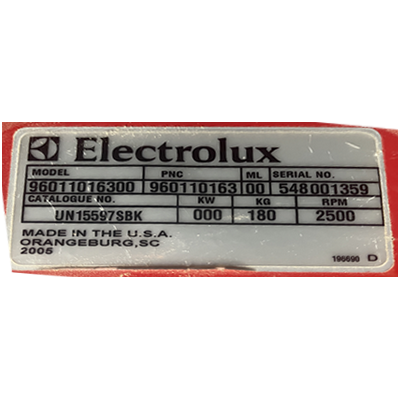 Electrolux
MODEL PNC ML SERIAL NO.
96011016300 960110163 00 548001359
CATALOGUE NO. KW KG RPM
UN15597SBK 000 180 2500
MADE IN THE U.S.A.
ORANGEBURG,SC
2005
196690 D